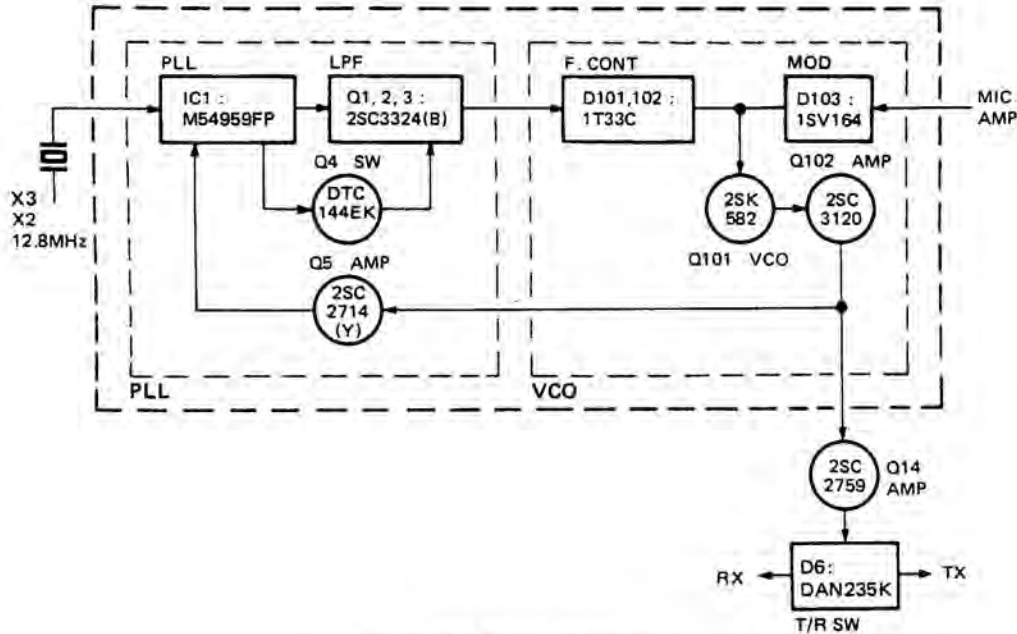 PLL
IC1 :
M54959FP
LPF
Q1, 2, 3 :
2SC3324(B)
Q4 SW
DTC
144EK
Q5 AMP
2SC
2714
(Y)
X3
X2
12.8MHz
PLL
F. CONT
D101,102 :
1T33C
MOD
D103 :
1SV164
MIC
AMP
Q102 AMP
2SK
582
2SC
3120
Q101 VCO
VCO
2SC
2759
Q14
AMP
RX
D6:
DAN235K
TX
T/R SW